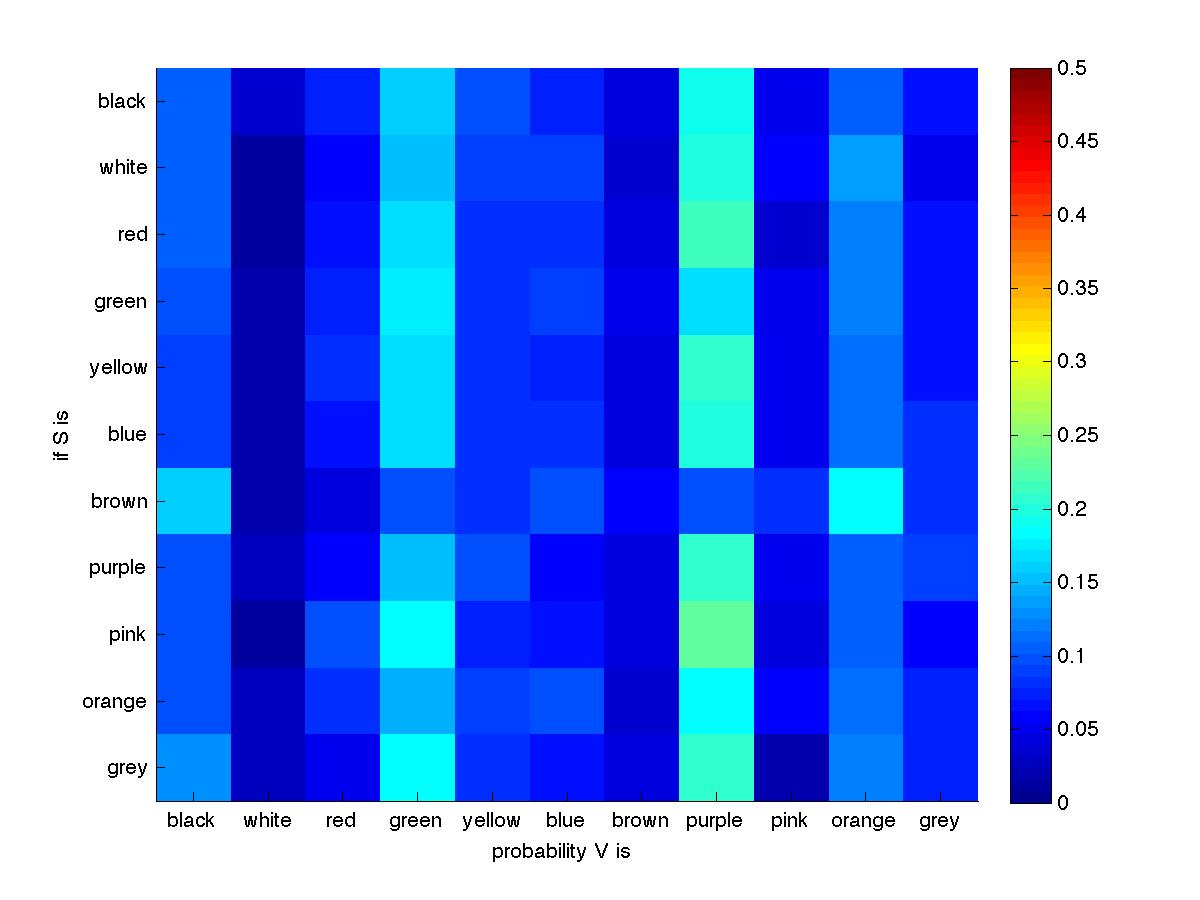 black
white
red
green
yellow
blue
brown
purple
pink
orange
grey
if S is
black white red green yellow blue brown purple pink orange grey
probability V is
0.5
0.45
0.4
0.35
0.3
0.25
0.2
0.15
0.1
0.05
0